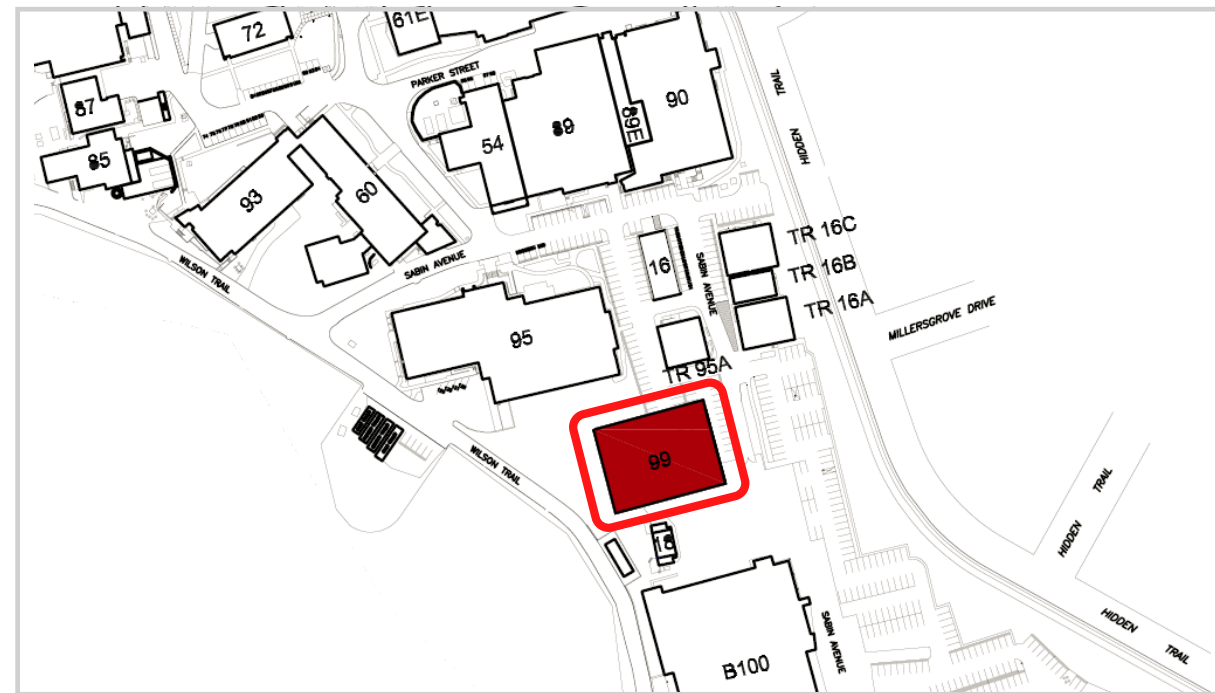 72
61E
PARKER STREET
87
89
89E
90
TRAIL
HIDDEN
54
85
93
60
WILSON TRAIL
SABIN AVENUE
16
SABIN AVENUE
TR 16C
TR 16B
TR 16A
MILLERSGROVE DRIVE
95
TR 95A
99
WILSON TRAIL
18
HIDDEN TRAIL
HIDDEN TRAIL
SABIN AVENUE
B100